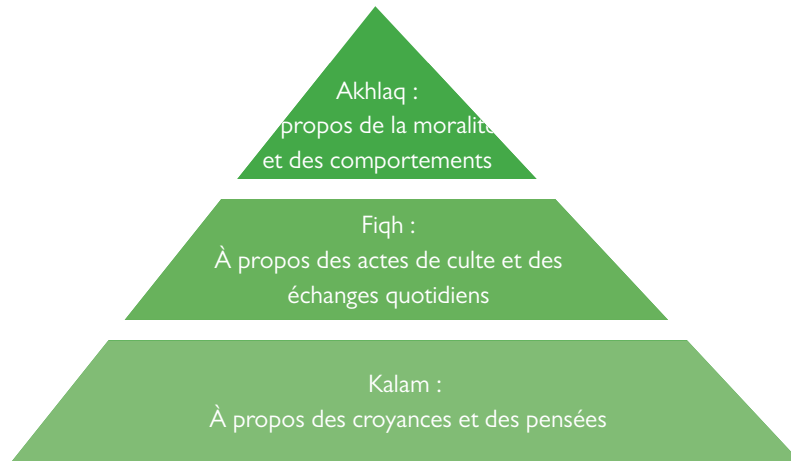 Akhlaq :
propos de la moralité
et des comportements
Fiqh :
À propos des actes de culte et des
échanges quotidiens
Kalam :
À propos des croyances et des pensées